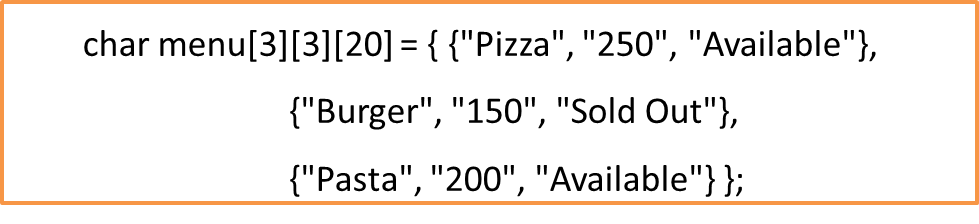 char menu[3][3][20] = { {"Pizza", "250", "Available"},
{"Burger", "150", "Sold Out"},
{"Pasta", "200", "Available"} };